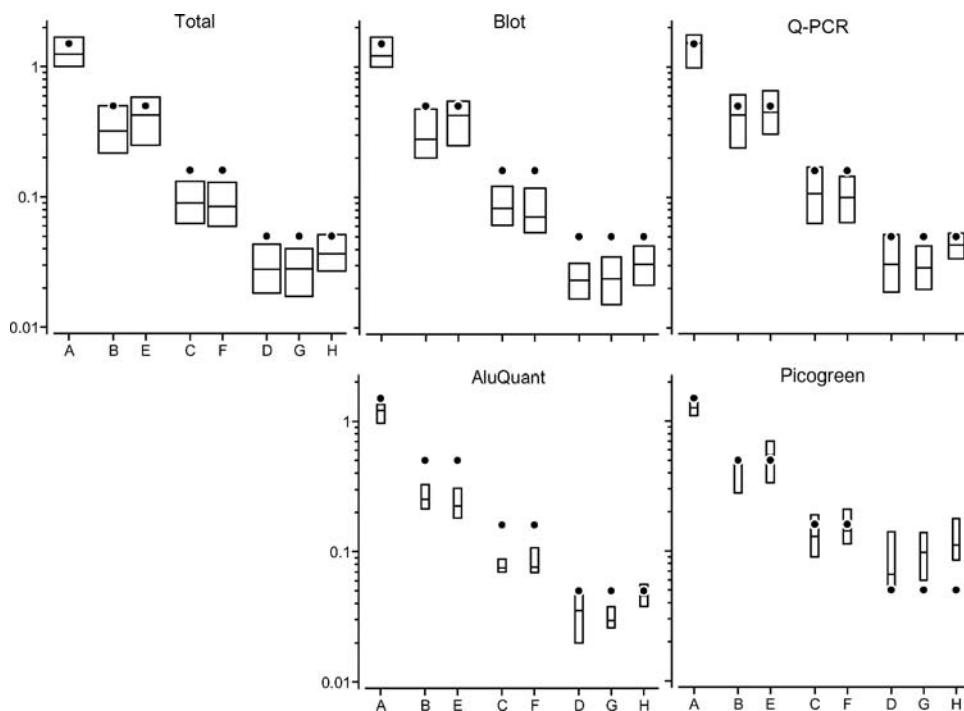 Total
Blot
Q-PCR
1
0.1
0.01
A B E C F D G H
AluQuant
Picogreen
1
0.1
0.01
A B E C F D G H
A B E C F D G H